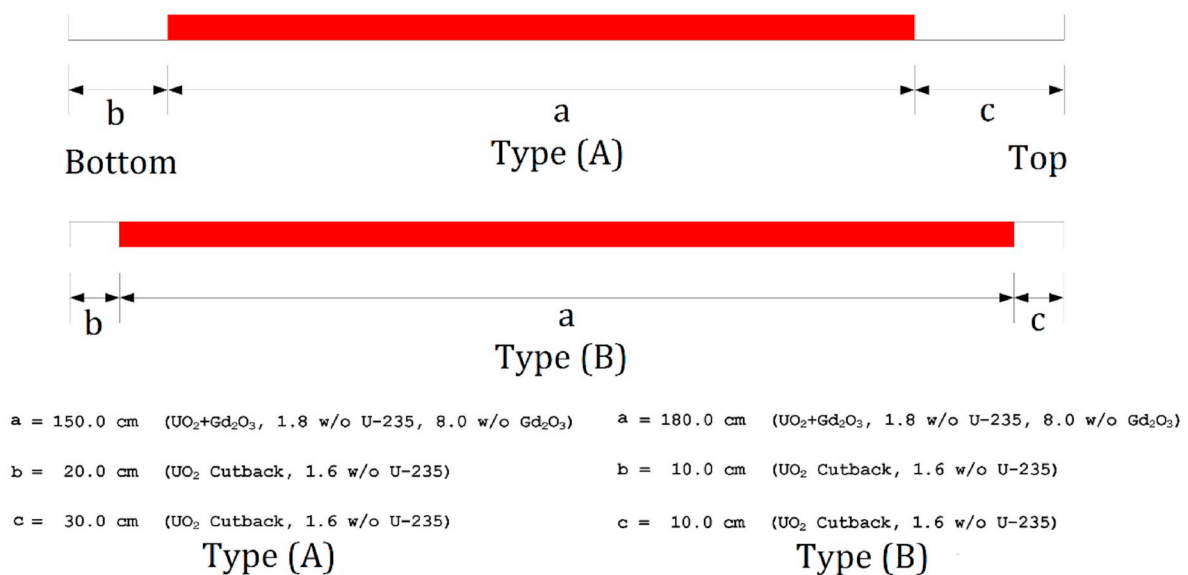 b a c
Bottom Type (A) Top
b a c
Type (B)
a = 150.0 cm (UO₂+Gd₂O₃, 1.8 w/o U-235, 8.0 w/o Gd₂O₃)
a = 180.0 cm (UO₂+Gd₂O₃, 1.8 w/o U-235, 8.0 w/o Gd₂O₃)
b = 20.0 cm (UO₂ Cutback, 1.6 w/o U-235)
b = 10.0 cm (UO₂ Cutback, 1.6 w/o U-235)
c = 30.0 cm (UO₂ Cutback, 1.6 w/o U-235)
c = 10.0 cm (UO₂ Cutback, 1.6 w/o U-235)
Type (A)
Type (B)